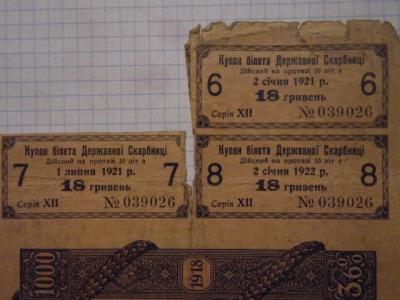 Купон білета Державної Скарбниці
Дійсний на протязі 10 літ з
6 2 січня 1921 р. 6
18 гривень
Серія XII № 039026
Купон білета Державної Скарбниці
Дійсний на протязі 10 літ з
7 1 липня 1921 р. 7
18 гривень
Серія XII № 039026
Купон білета Державної Скарбниці
Дійсний на протязі 10 літ з
8 2 січня 1922 р. 8
18 гривень
Серія XII № 039026
1000 1918 3.6%